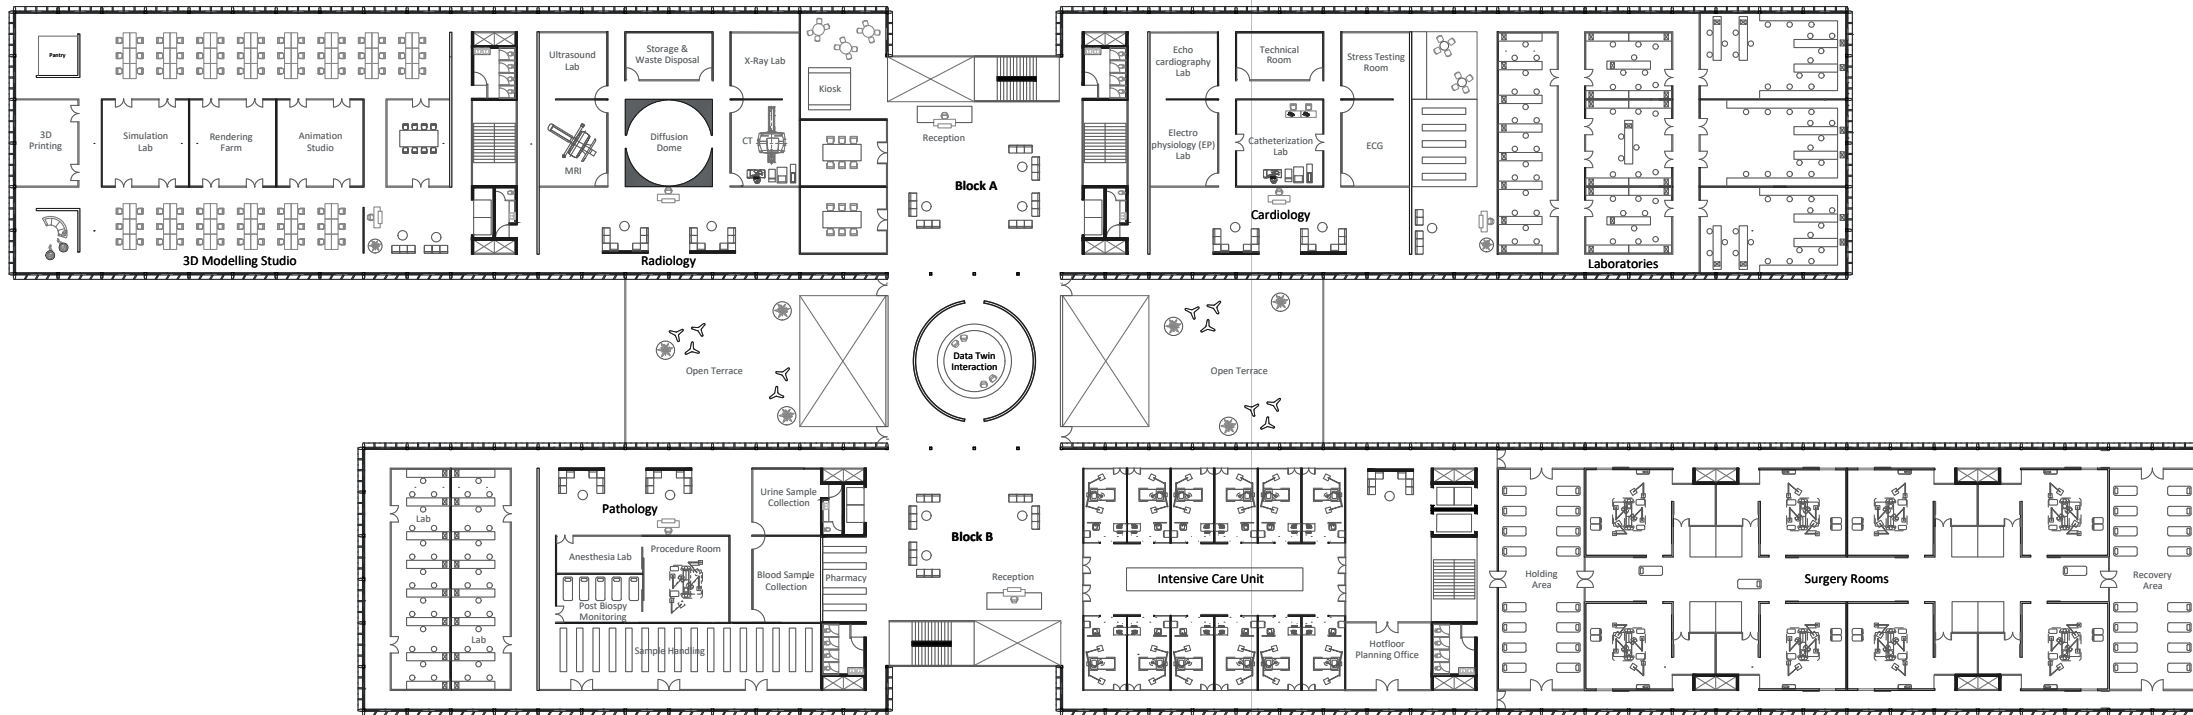 Pantry
3D
Printing
Simulation
Lab
Rendering
Farm
Animation
Studio
3D Modelling Studio
Ultrasound
Lab
Storage &
Waste Disposal
X-Ray Lab
MRI
Diffusion
Dome
CT
Radiology
Kiosk
Reception
Block A
Echo
cardiography
Lab
Technical
Room
Stress Testing
Room
Electro
physiology (EP)
Lab
Catheterization
Lab
ECG
Cardiology
Laboratories
Open Terrace
Data Twin
Interaction
Open Terrace
Lab
Lab
Pathology
Urine Sample
Collection
Anesthesia Lab
Procedure Room
Blood Sample
Collection
Pharmacy
Post Biospy
Monitoring
Sample Handling
Block B
Reception
Intensive Care Unit
Hotfloor
Planning Office
Holding
Area
Surgery Rooms
Recovery
Area